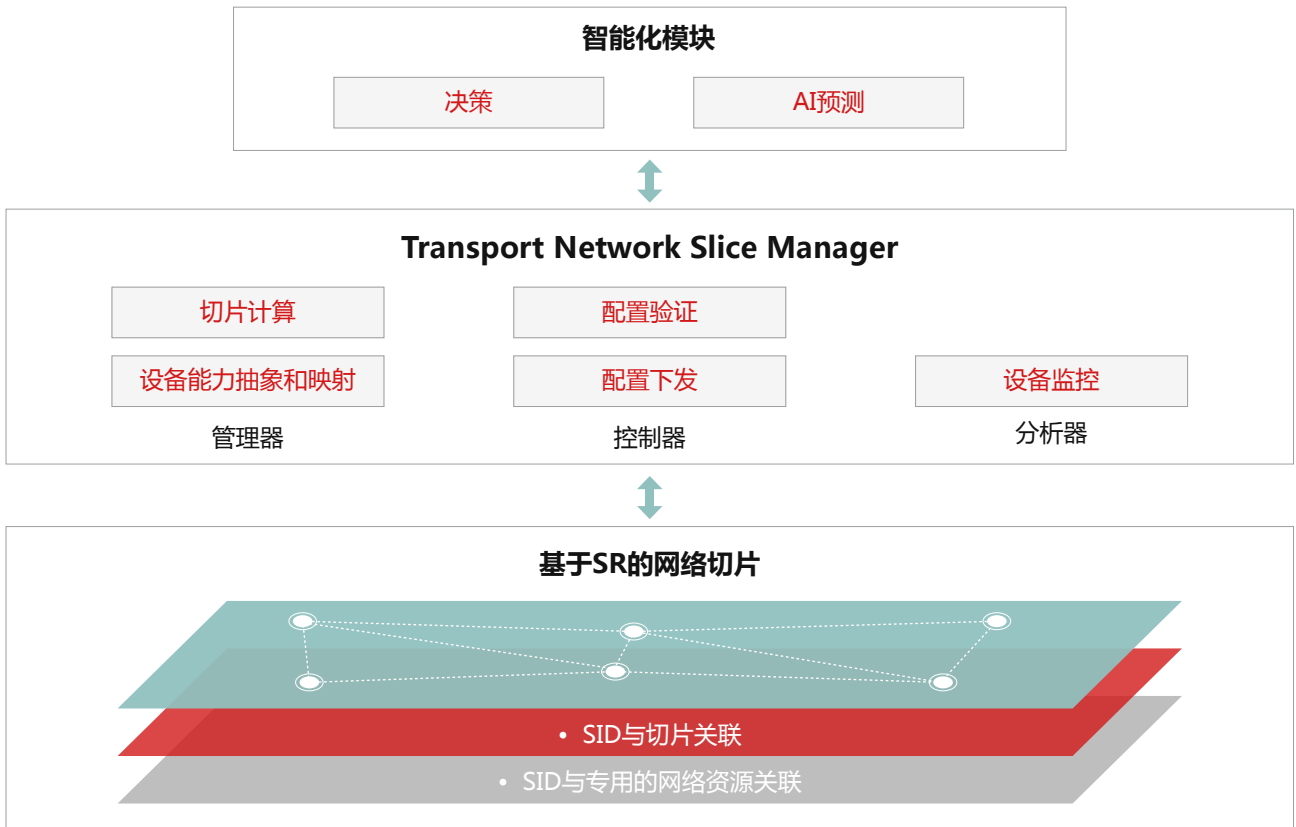 智能化模块
决策
AI预测
Transport Network Slice Manager
切片计算
配置验证
设备能力抽象和映射
配置下发
设备监控
管理器
控制器
分析器
基于SR的网络切片
• SID与切片关联
• SID与专用的网络资源关联